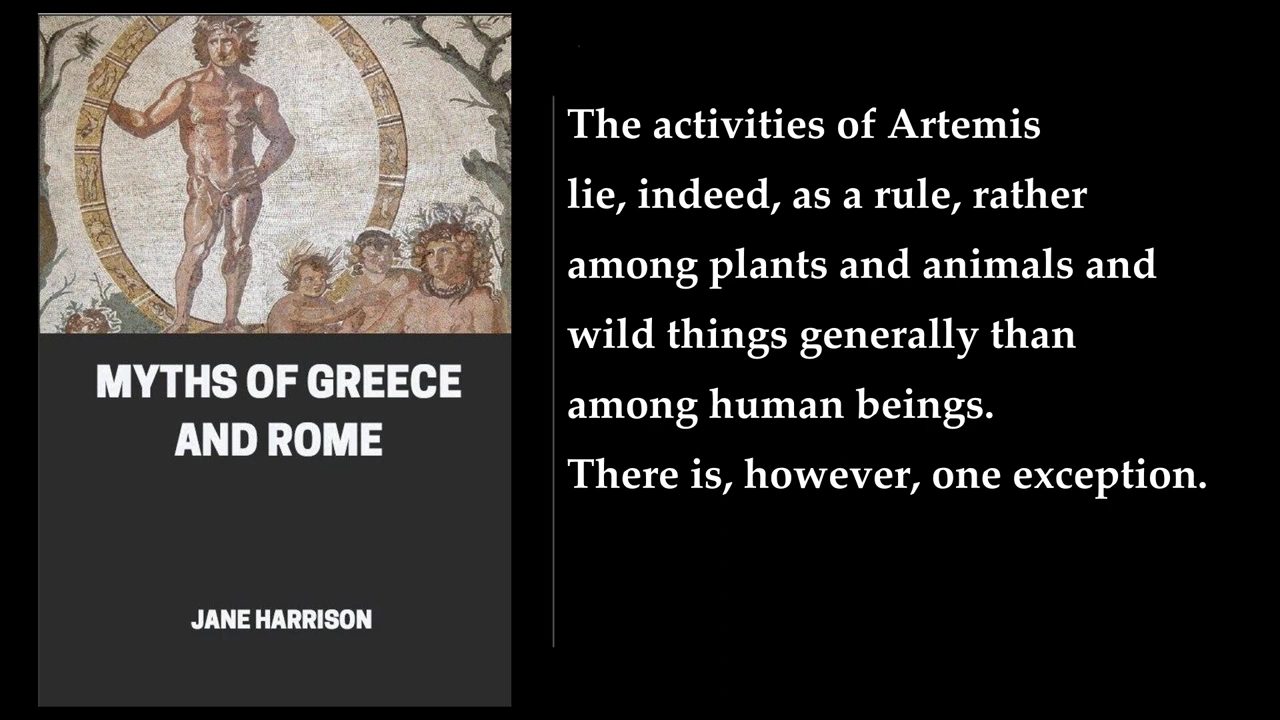 MYTHS OF GREECE
AND ROME
JANE HARRISON
The activities of Artemis
lie, indeed, as a rule, rather
among plants and animals and
wild things generally than
among human beings.
There is, however, one exception.